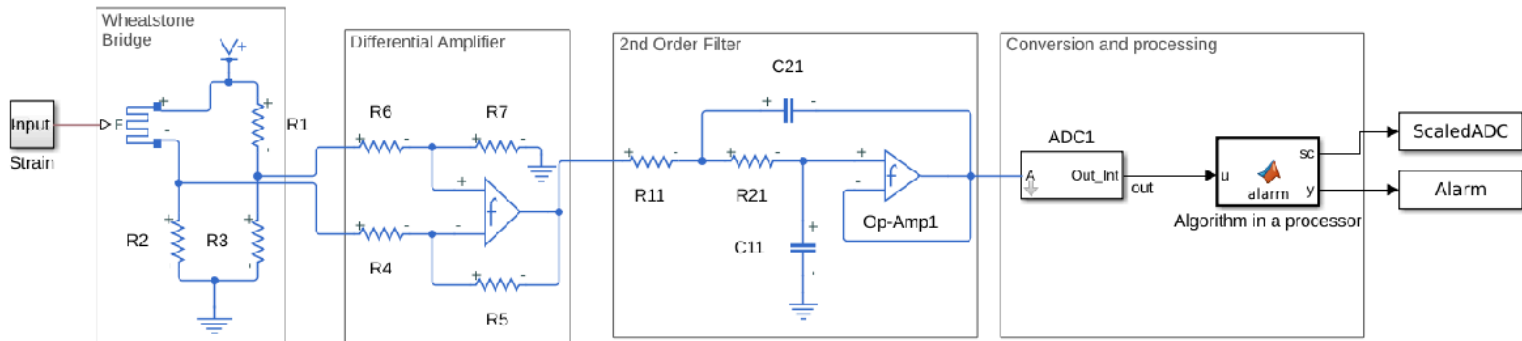 Wheatstone
Bridge
V+
Input
Strain
F
+
-
+
-
R1
+
R2
+
R3
-
Differential Amplifier
R6
+
-
R7
+
-
+
-
f
R4
+
-
R5
+
-
2nd Order Filter
C21
+
-
R11
+
-
R21
+
-
C11
+
-
+
-
f
Op-Amp1
Conversion and processing
ADC1
A
Out_Int
out
u
alarm
sc
y
Algorithm in a processor
ScaledADC
Alarm